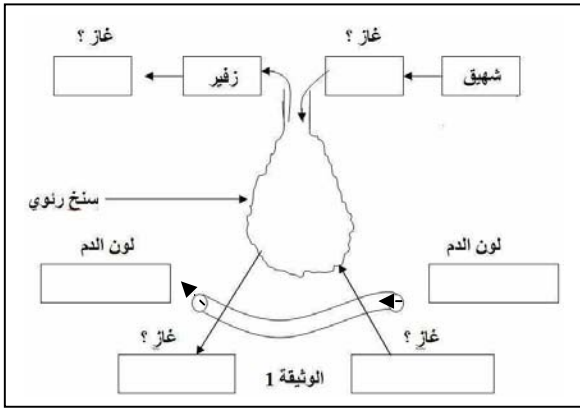 غاز ؟
غاز ؟
شهيق
زفير
سنخ رئوي
لون الدم
لون الدم
غاز ؟
غاز ؟
الوثيقة 1